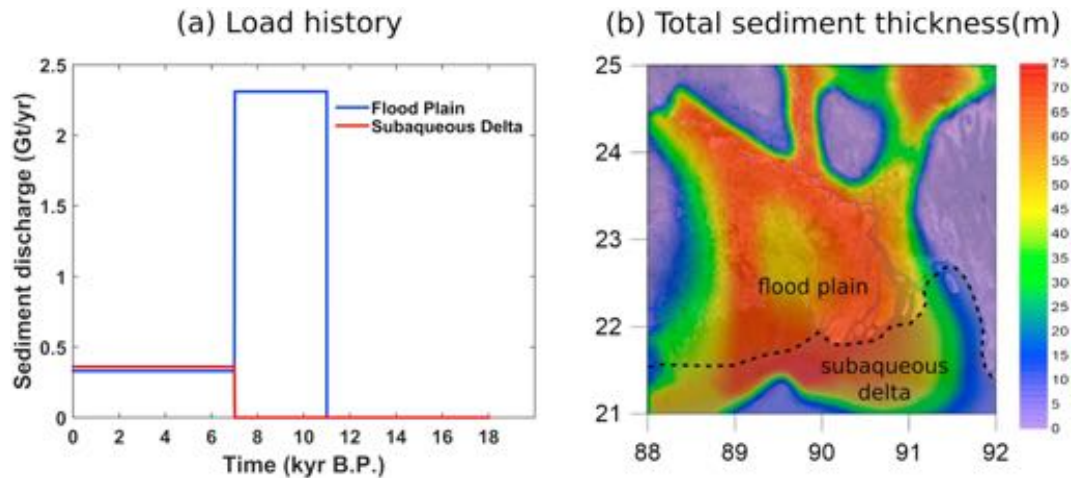 (a) Load history
2.5
2
1.5
1
0.5
0
Sediment discharge (Gt/yr)
Flood Plain
Subaqueous Delta
0 2 4 6 8 10 12 14 16 18
Time (kyr B.P.)
(b) Total sediment thickness(m)
25
24
23
22
21
flood plain
subaqueous
delta
88 89 90 91 92
75
70
65
60
55
50
45
40
35
30
25
20
15
10
5
0